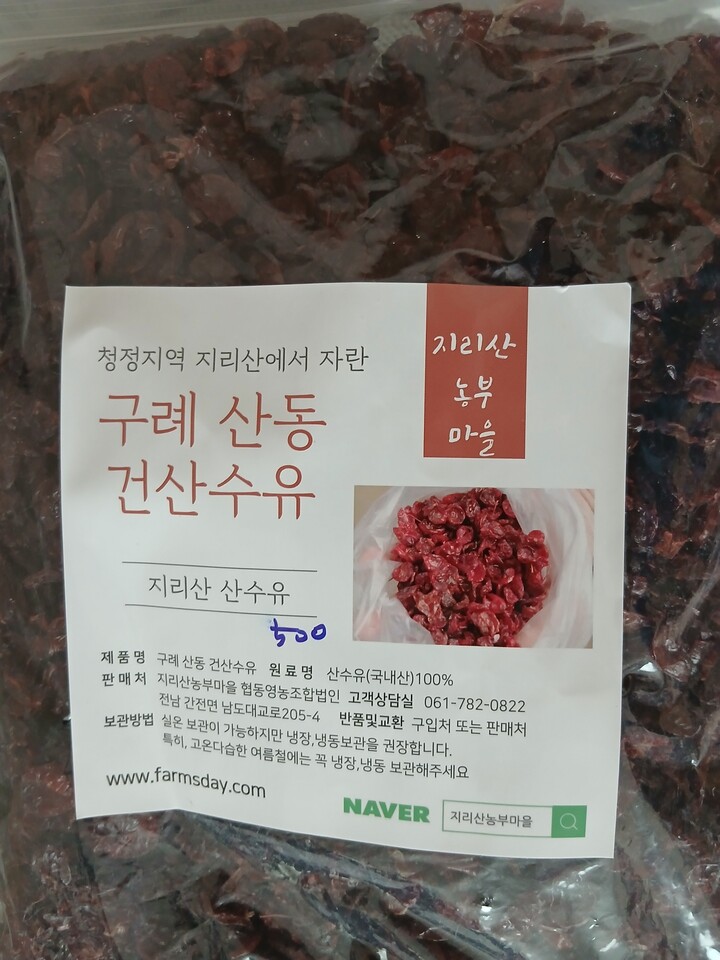 청정지역 지리산에서 자란
구례 산동
건산수유
지리산
농부
마을
지리산 산수유
500
제품명 구례 산동 건산수유 원료명 산수유(국내산)100%
판매처 지리산농부마을 협동영농조합법인 고객상담실 061-782-0822
전남 간전면 남도대교로205-4 반품및교환 구입처 또는 판매처
보관방법 실온 보관이 가능하지만 냉장,냉동보관을 권장합니다.
특히, 고온다습한 여름철에는 꼭 냉장,냉동 보관해주세요
www.farmsday.com
NAVER 지리산농부마을